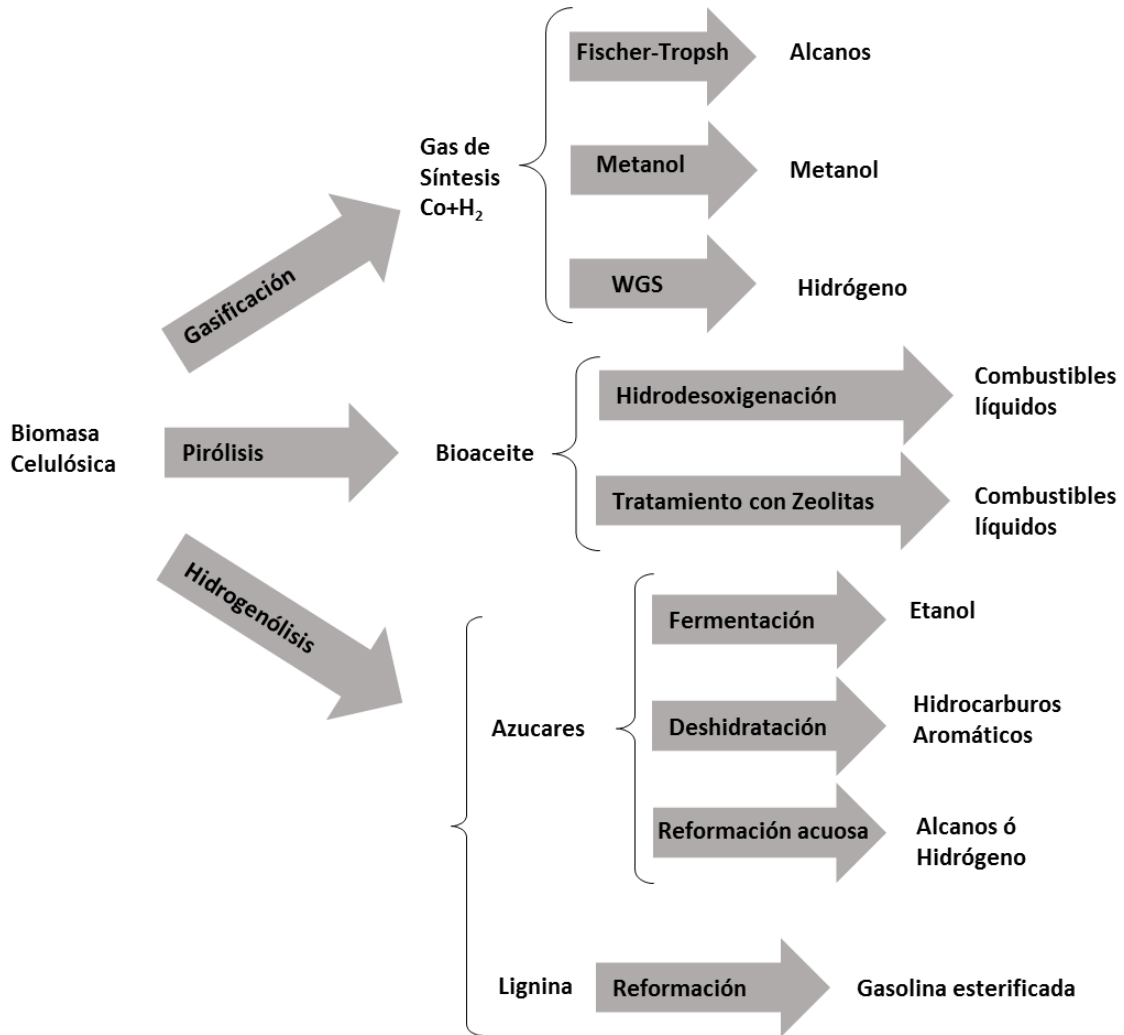 Fischer-Tropsh
Alcanos
Gas de
Síntesis
Co+H₂
Metanol
Metanol
WGS
Hidrógeno
Gasificación
Biomasa
Celulósica
Pirólisis
Bioaceite
Hidrodesoxigenación
Combustibles
líquidos
Tratamiento con Zeolitas
Combustibles
líquidos
Hidrogenólisis
Azucares
Fermentación
Etanol
Deshidratación
Hidrocarburos
Aromáticos
Reformación acuosa
Alcanos ó
Hidrógeno
Lignina
Reformación
Gasolina esterificada